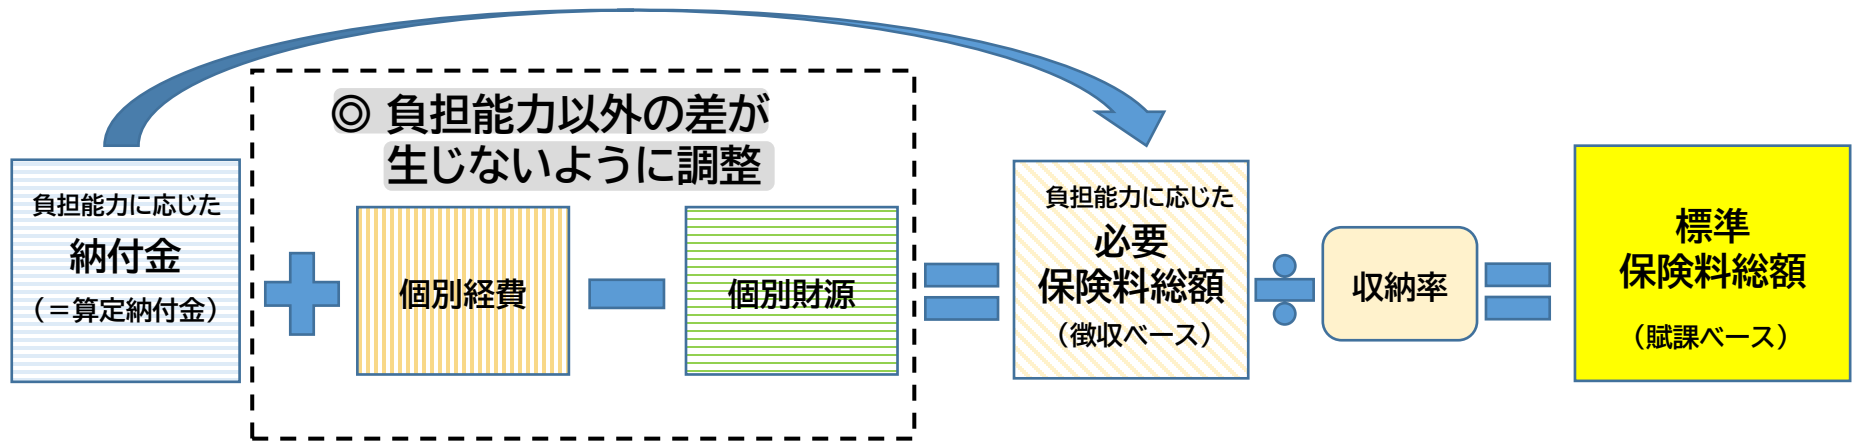 ◎ 負担能力以外の差が
生じないように調整
負担能力に応じた
納付金
（＝算定納付金）
個別経費
個別財源
負担能力に応じた
必要
保険料総額
（徴収ベース）
収納率
標準
保険料総額
（賦課ベース）